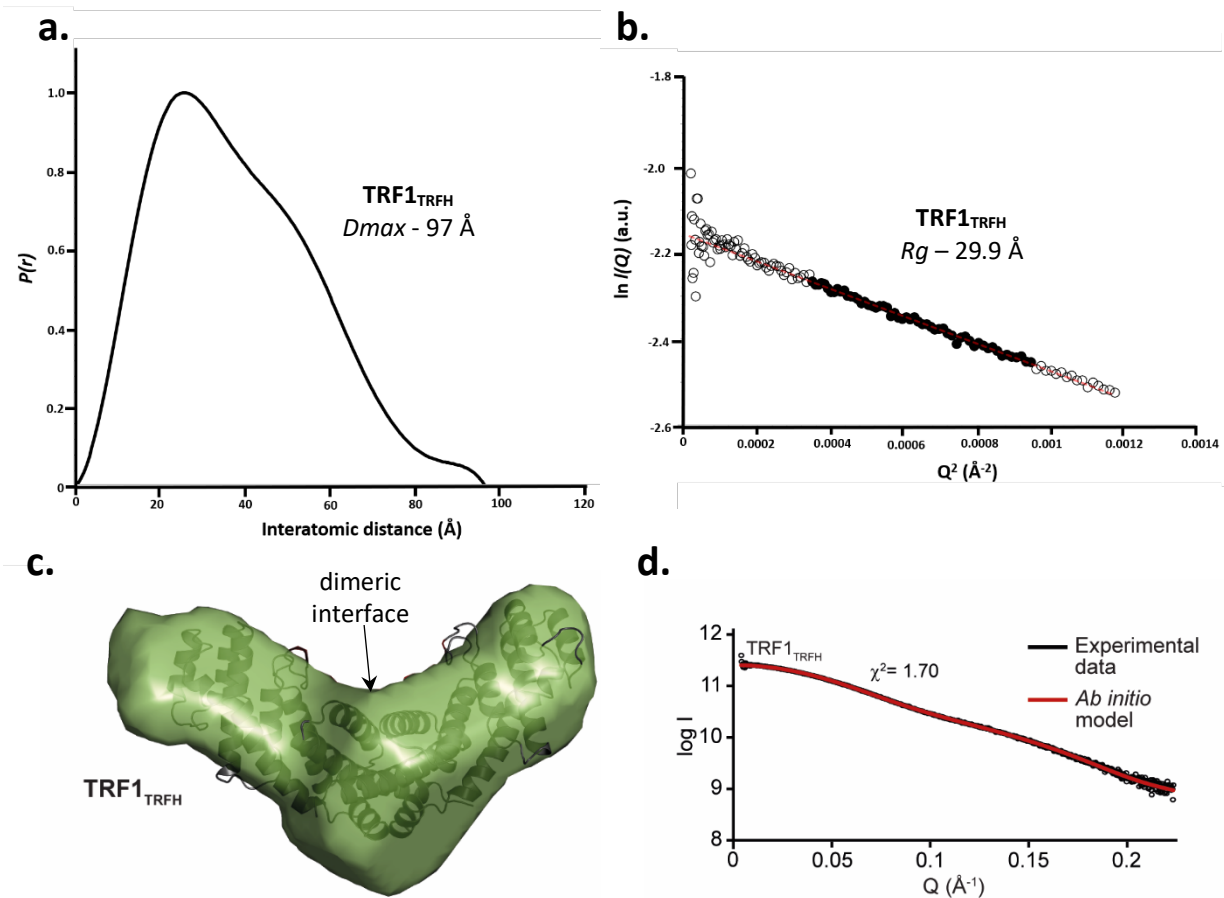 a.
P(r)
1.0
0.8
0.6
0.4
0.2
0
0 20 40 60 80 100 120
Interatomic distance (Å)
TRF1TRFH
Dmax - 97 Å
b.
ln I(Q) (a.u.)
-1.8
-2.0
-2.2
-2.4
-2.6
0 0.0002 0.0004 0.0006 0.0008 0.001 0.0012 0.0014
Q² (Å⁻²)
TRF1TRFH
Rg – 29.9 Å
c.
dimeric
interface
TRF1TRFH
d.
log I
12
11
10
9
8
0 0.05 0.1 0.15 0.2
Q (Å⁻¹)
TRF1TRFH
χ²= 1.70
Experimental
data
Ab initio
model